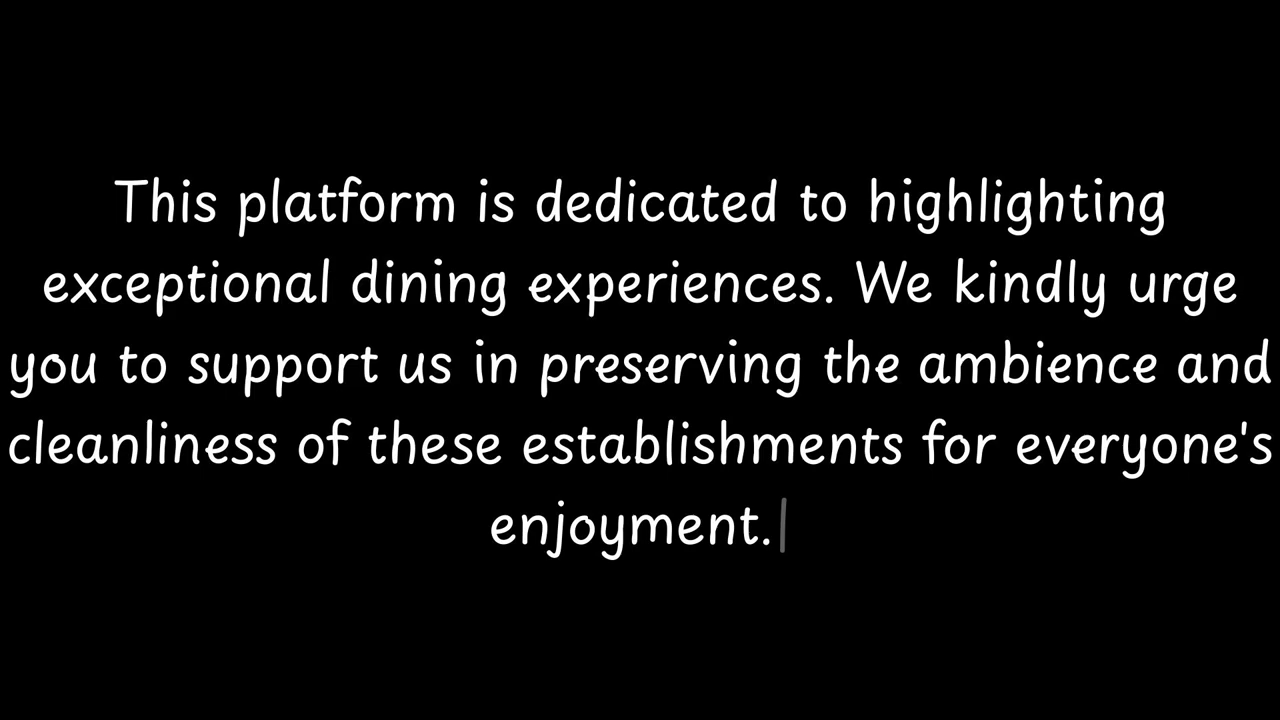 This platform is dedicated to highlighting
exceptional dining experiences. We kindly urge
you to support us in preserving the ambience and
cleanliness of these establishments for everyone's
enjoyment.